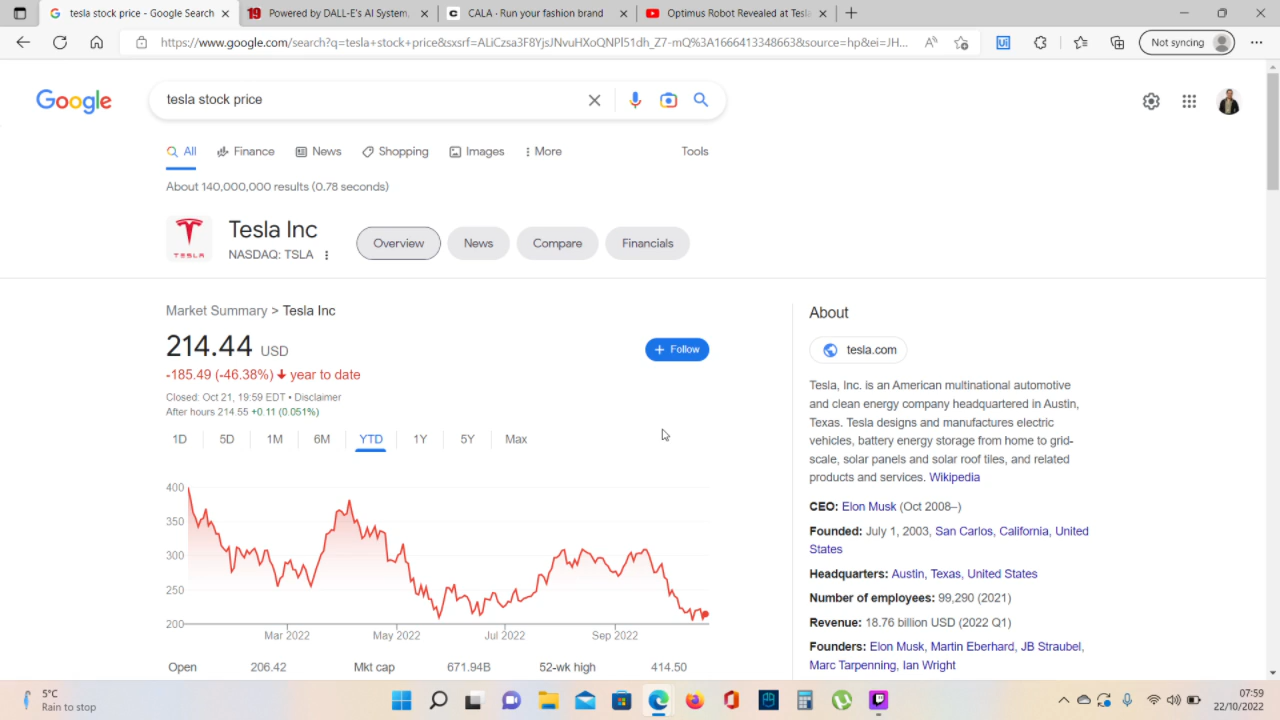 tesla stock price - Google Search
Powered by DALL-E's AI System,
CALA - Run your fashion brand
Optimus Robot Revealed at Tesla
https://www.google.com/search?q=tesla+stock+price&sxsrf=ALiCzsa3F8YjsJNvuHXoQNPl51dh_Z7-mQ%3A1666413348663&source=hp&ei=JH...
Not syncing
Google
tesla stock price
All
Finance
News
Shopping
Images
More
Tools
About 140,000,000 results (0.78 seconds)
TESLA
Tesla Inc
NASDAQ: TSLA
Overview
News
Compare
Financials
Market Summary > Tesla Inc
214.44 USD
Follow
-185.49 (-46.38%) year to date
Closed: Oct 21, 19:59 EDT • Disclaimer
After hours 214.55 +0.11 (0.051%)
1D
5D
1M
6M
YTD
1Y
5Y
Max
400
350
300
250
200
Mar 2022
May 2022
Jul 2022
Sep 2022
Open 206.42
Mkt cap 671.94B
52-wk high 414.50
About
tesla.com
Tesla, Inc. is an American multinational automotive
and clean energy company headquartered in Austin,
Texas. Tesla designs and manufactures electric
vehicles, battery energy storage from home to grid-
scale, solar panels and solar roof tiles, and related
products and services. Wikipedia
CEO: Elon Musk (Oct 2008–)
Founded: July 1, 2003, San Carlos, California, United
States
Headquarters: Austin, Texas, United States
Number of employees: 99,290 (2021)
Revenue: 18.76 billion USD (2022 Q1)
Founders: Elon Musk, Martin Eberhard, JB Straubel,
Marc Tarpenning, Ian Wright
5°C
Rain to stop
07:59
22/10/2022